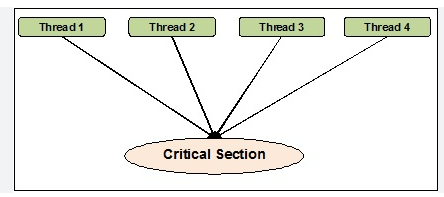 Thread 1
Thread 2
Thread 3
Thread 4
Critical Section